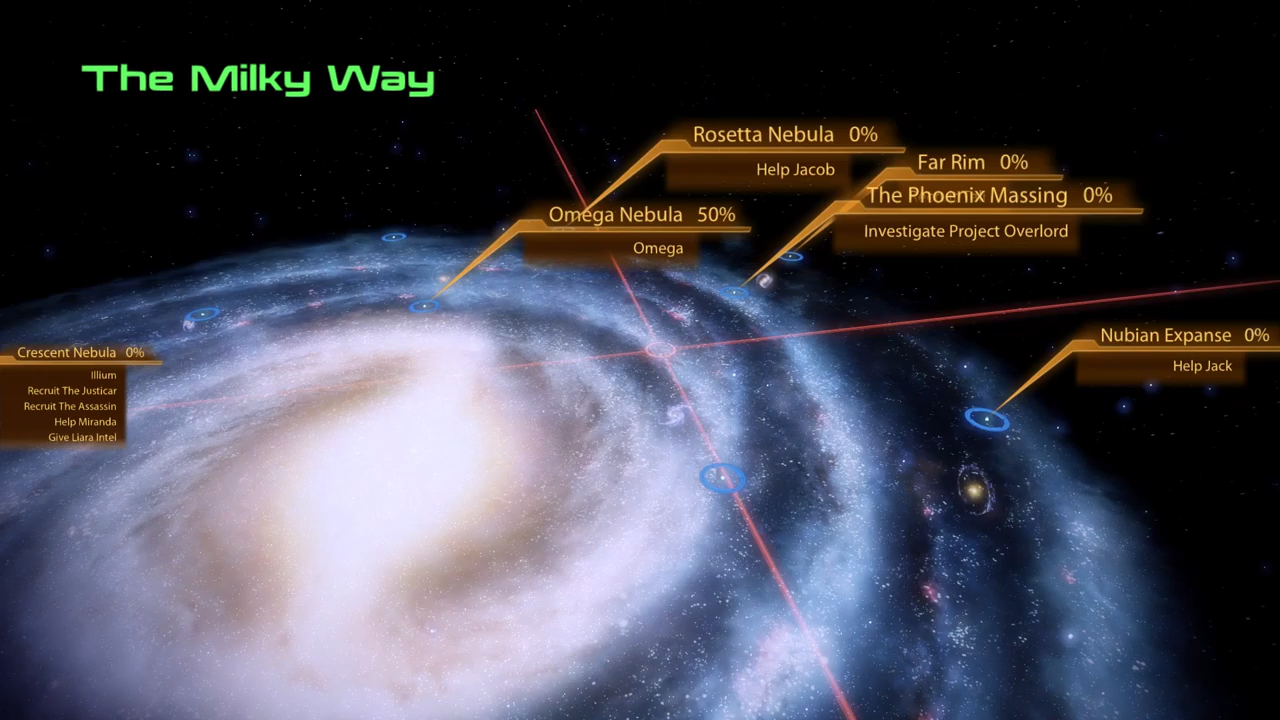 The Milky Way
Rosetta Nebula 0%
Help Jacob
Far Rim 0%
The Phoenix Massing 0%
Investigate Project Overlord
Omega Nebula 50%
Omega
Nubian Expanse 0%
Help Jack
Crescent Nebula 0%
Illium
Recruit The Justicar
Recruit The Assassin
Help Miranda
Give Liara Intel